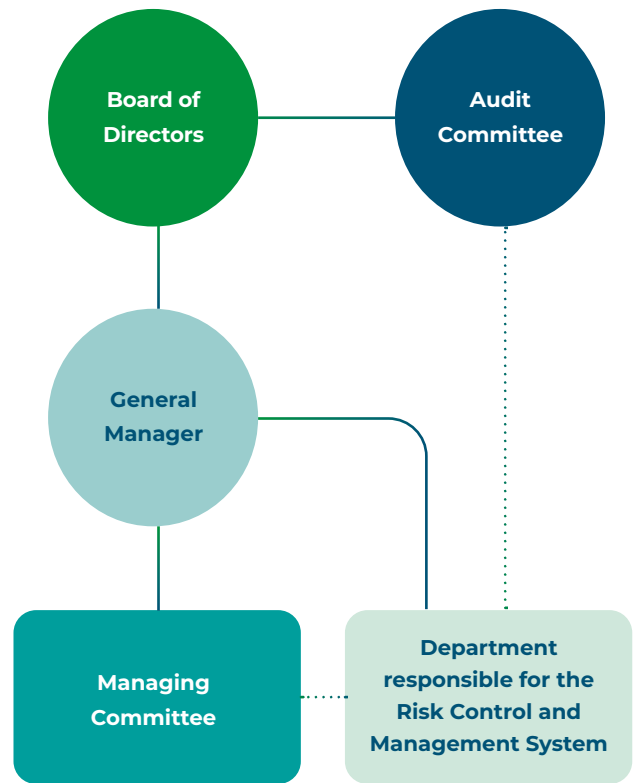 Board of
Directors
Audit
Committee
General
Manager
Managing
Committee
Department
responsible for the
Risk Control and
Management System